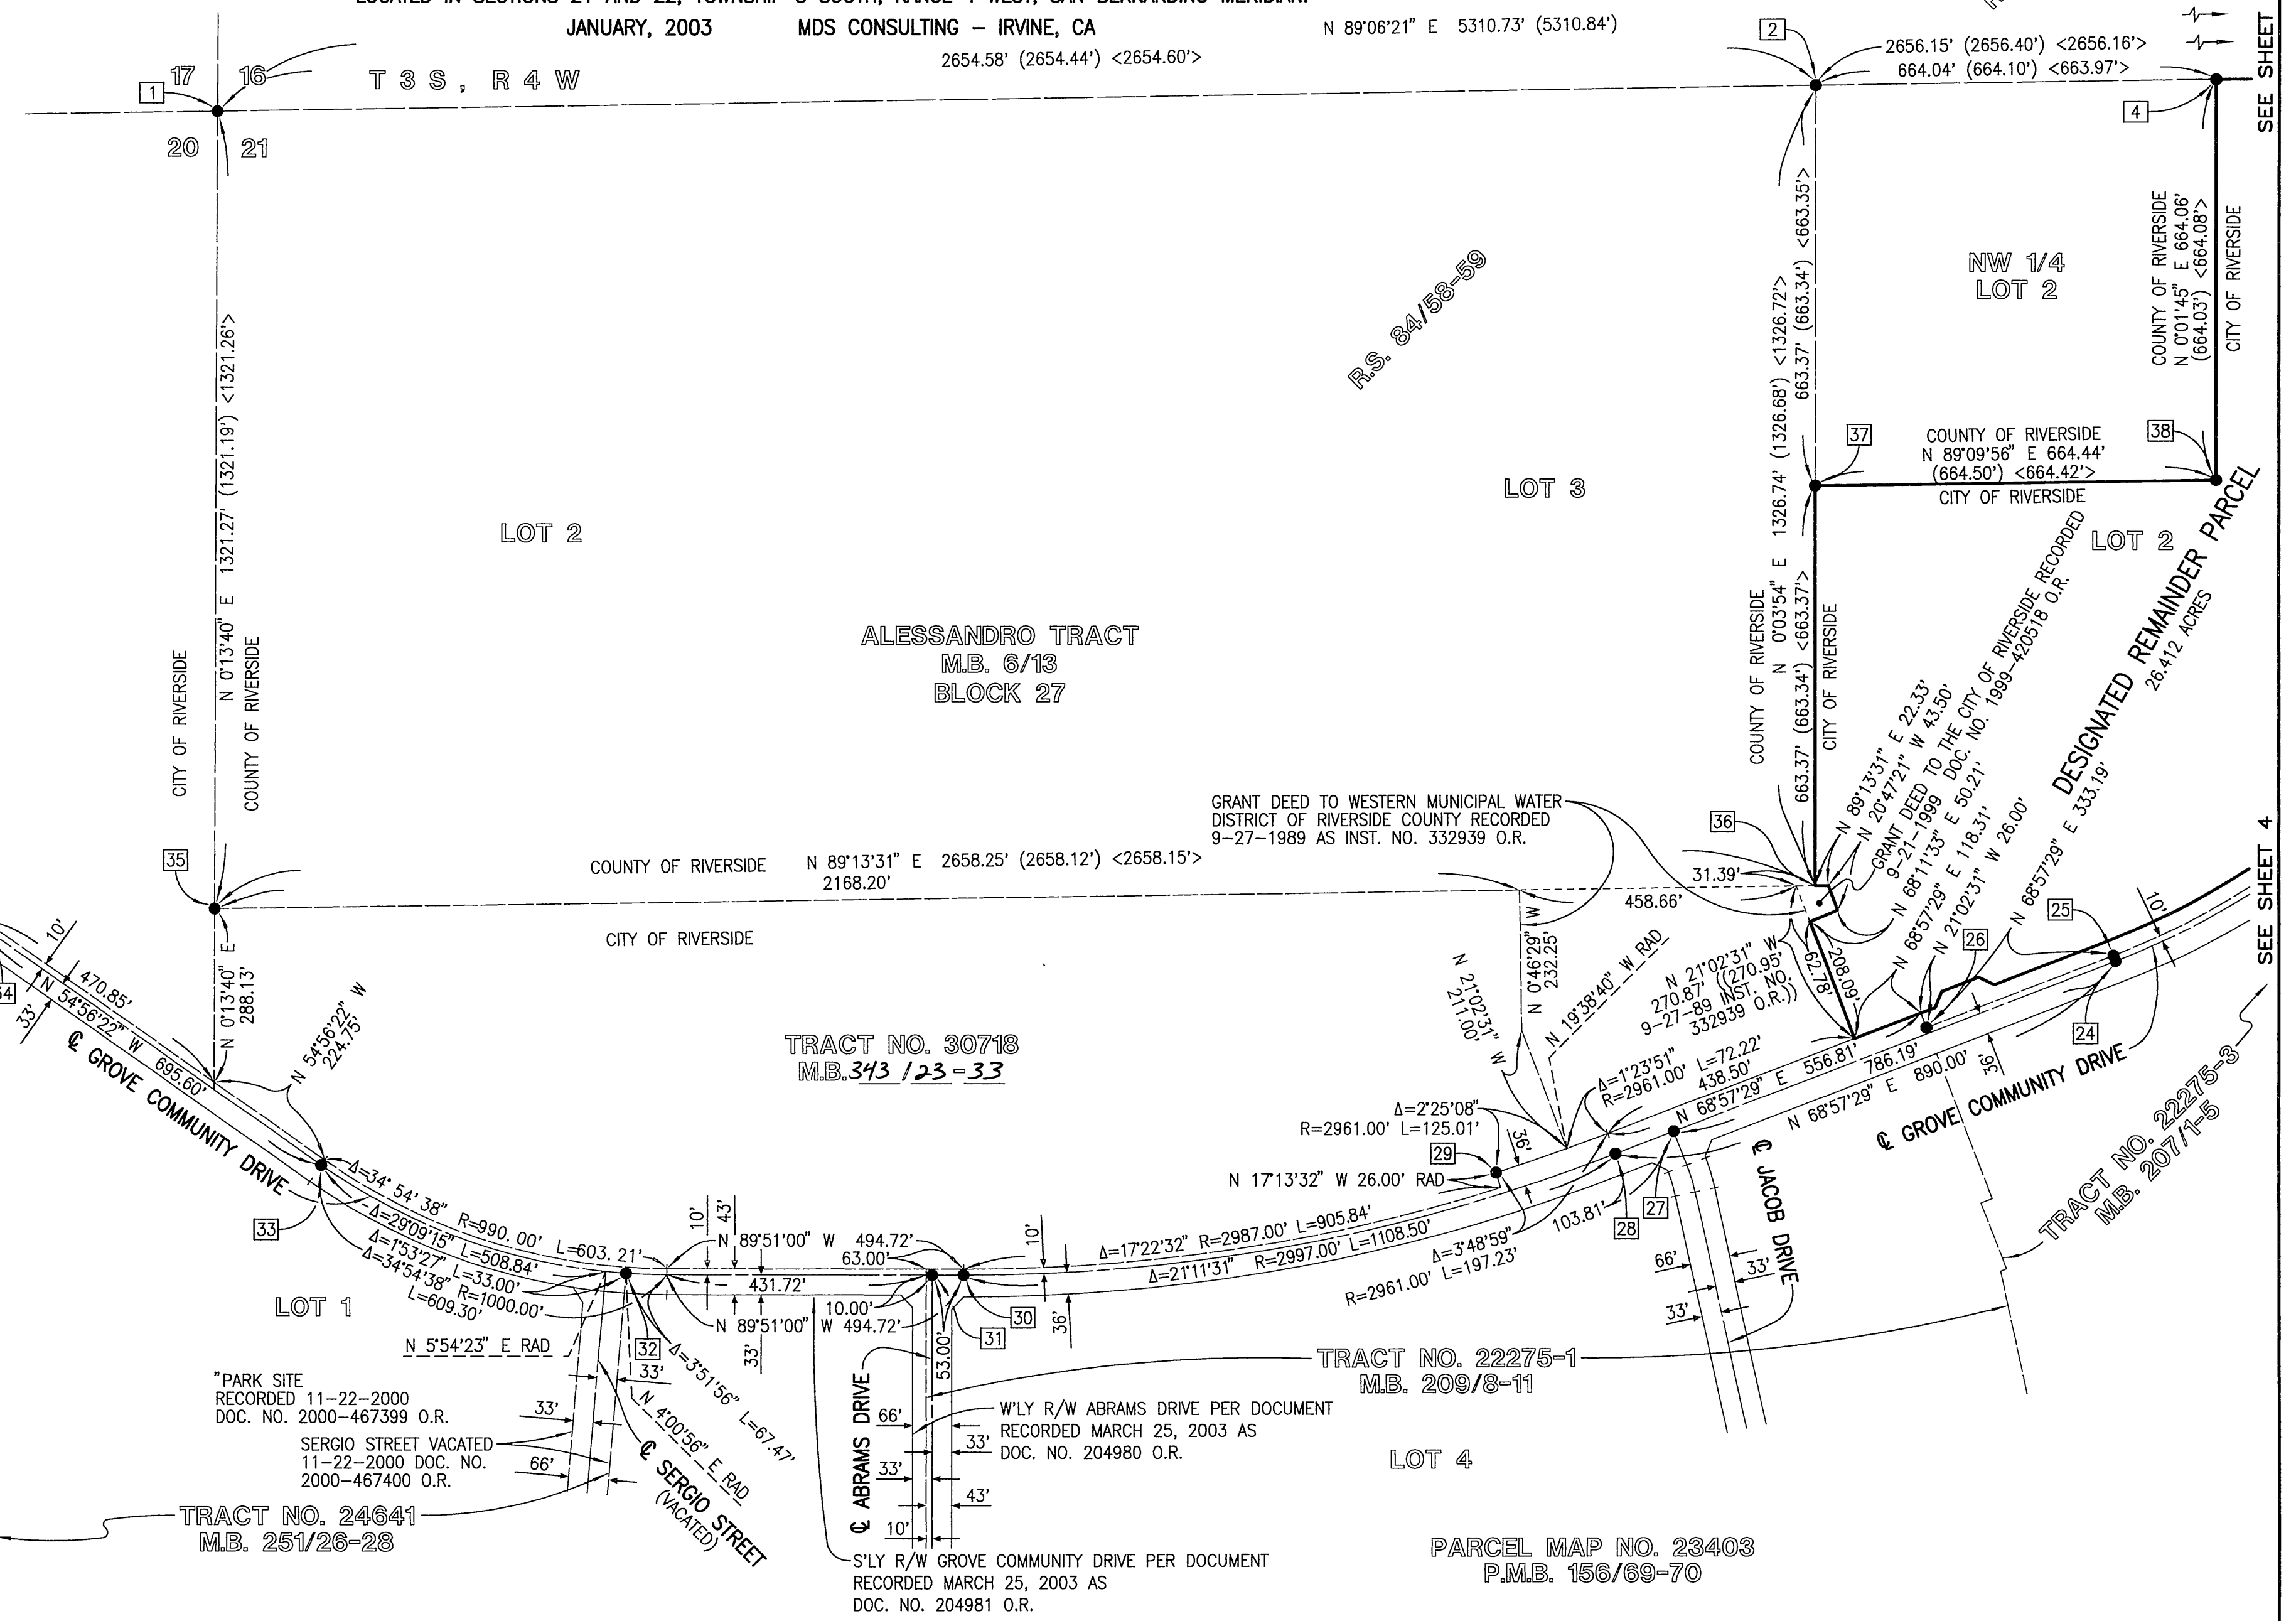 JANUARY, 2003 MDS CONSULTING – IRVINE, CA
N 89°06'21" E 5310.73' (5310.84')
2654.58' (2654.44') <2654.60'>
2
2656.15' (2656.40') <2656.16'>
664.04' (664.10') <663.97'>
SEE SHEET
17 16
T 3 S, R 4 W
1
20 21
4
N 0°13'40" E 1321.27' (1321.19') <1321.26'>
CITY OF RIVERSIDE
COUNTY OF RIVERSIDE
LOT 2
R.S. 84/58-59
LOT 3
ALESSANDRO TRACT
M.B. 6/13
BLOCK 27
663.37' (663.34') <663.35'>
N 0°03'54" E 1326.74' (1326.68') <1326.72'>
663.37' (663.34') <663.37'>
COUNTY OF RIVERSIDE
CITY OF RIVERSIDE
NW 1/4
LOT 2
COUNTY OF RIVERSIDE
N 0°01'45" E 664.06'
(664.03') <664.08'>
CITY OF RIVERSIDE
37
38
COUNTY OF RIVERSIDE
N 89°09'56" E 664.44'
(664.50') <664.42'>
CITY OF RIVERSIDE
LOT 2
DESIGNATED REMAINDER PARCEL
26.412 ACRES
N 89°13'31" E 22.33'
N 20°47'21" W 43.50'
GRANT DEED TO THE CITY OF RIVERSIDE RECORDED
9-21-1999 DOC. NO. 1999-420518 O.R.
N 68°11'33" E 50.21'
N 68°57'29" E 118.31'
N 21°02'31" W 26.00'
N 68°57'29" E 333.19'
GRANT DEED TO WESTERN MUNICIPAL WATER
DISTRICT OF RIVERSIDE COUNTY RECORDED
9-27-1989 AS INST. NO. 332939 O.R.
36
35
COUNTY OF RIVERSIDE N 89°13'31" E 2658.25' (2658.12') <2658.15'>
2168.20'
31.39'
458.66'
CITY OF RIVERSIDE
25
26
24
10'
SEE SHEET 4
N 0°46'29" W
232.25'
N 21°02'31" W
211.00'
N 19°38'40" W RAD
N 21°02'31" W
270.87' ((270.95'
9-27-89 INST. NO.
332939 O.R.))
62.78'
208.09'
10'
470.85'
N 54°56'22" W
695.60'
33'
℄ GROVE COMMUNITY DRIVE
N 0°13'40" E
288.13'
N 54°56'22" W
224.75'
TRACT NO. 30718
M.B. 343/23-33
Δ=1°23'51"
R=2961.00' L=72.22'
438.50'
N 68°57'29" E 556.81'
786.19'
N 68°57'29" E 890.00'
36'
℄ GROVE COMMUNITY DRIVE
TRACT NO. 22275-3
M.B. 207/1-5
Δ=2°25'08"
R=2961.00' L=125.01'
36'
29
N 17°13'32" W 26.00' RAD
33
Δ=34° 54' 38" R=990. 00' L=603. 21'
Δ=29°09'15" L=508.84'
Δ=1°53'27" L=33.00'
Δ=34°54'38" R=1000.00'
L=609.30'
10'
43'
N 89°51'00" W 494.72'
63.00'
10'
431.72'
10.00'
N 89°51'00" W 494.72'
33'
30
31
36'
Δ=17°22'32" R=2987.00' L=905.84'
Δ=21°11'31" R=2997.00' L=1108.50'
Δ=3°48'59"
R=2961.00' L=197.23'
103.81'
28
27
℄ JACOB DRIVE
66'
33'
33'
LOT 1
N 5°54'23" E RAD
32
33'
Δ=3°51'56" L=67.47'
N 4°00'56" E RAD
"PARK SITE
RECORDED 11-22-2000
DOC. NO. 2000-467399 O.R.
33'
SERGIO STREET VACATED
11-22-2000 DOC. NO.
2000-467400 O.R.
66'
℄ SERGIO STREET
(VACATED)
TRACT NO. 24641
M.B. 251/26-28
℄ ABRAMS DRIVE
53.00'
66'
33'
33'
43'
10'
TRACT NO. 22275-1
M.B. 209/8-11
W'LY R/W ABRAMS DRIVE PER DOCUMENT
RECORDED MARCH 25, 2003 AS
DOC. NO. 204980 O.R.
LOT 4
S'LY R/W GROVE COMMUNITY DRIVE PER DOCUMENT
RECORDED MARCH 25, 2003 AS
DOC. NO. 204981 O.R.
PARCEL MAP NO. 23403
P.M.B. 156/69-70